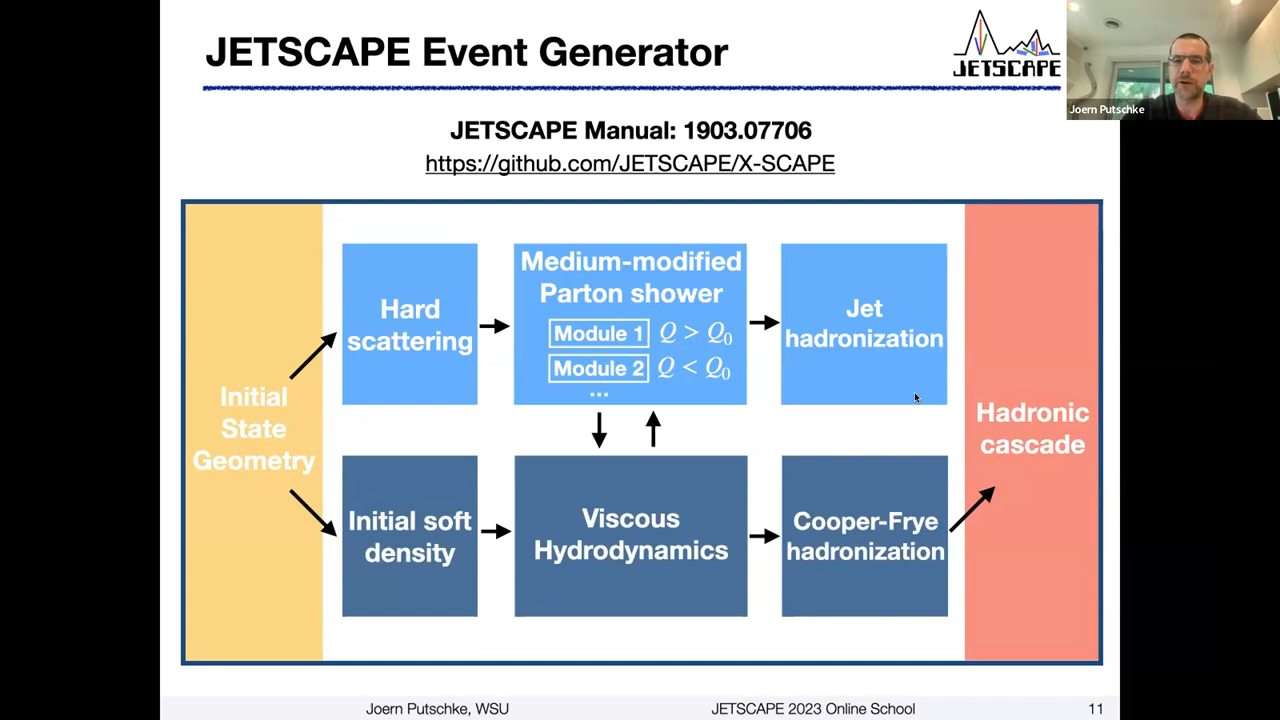 JETSCAPE Event Generator
JETSCAPE
Joern Putschke
JETSCAPE Manual: 1903.07706
https://github.com/JETSCAPE/X-SCAPE
Initial
State
Geometry
Hard
scattering
Medium-modified
Parton shower
Module 1 Q > Q₀
Module 2 Q < Q₀
...
Jet
hadronization
Initial soft
density
Viscous
Hydrodynamics
Cooper-Frye
hadronization
Hadronic
cascade
Joern Putschke, WSU JETSCAPE 2023 Online School 11